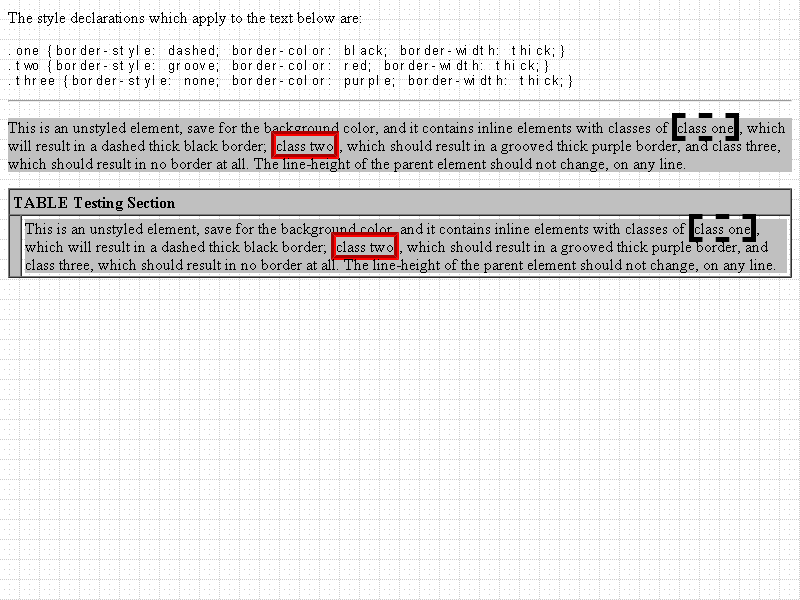 The style declarations which apply to the text below are:
.one {border-style: dashed; border-color: black; border-width: thick;}
.two {border-style: groove; border-color: red; border-width: thick;}
.three {border-style: none; border-color: purple; border-width: thick;}
This is an unstyled element, save for the background color, and it contains inline elements with classes of class one, which
will result in a dashed thick black border; class two, which should result in a grooved thick purple border, and class three,
which should result in no border at all. The line-height of the parent element should not change, on any line.
TABLE Testing Section
This is an unstyled element, save for the background color, and it contains inline elements with classes of class one,
which will result in a dashed thick black border; class two, which should result in a grooved thick purple border, and
class three, which should result in no border at all. The line-height of the parent element should not change, on any line.